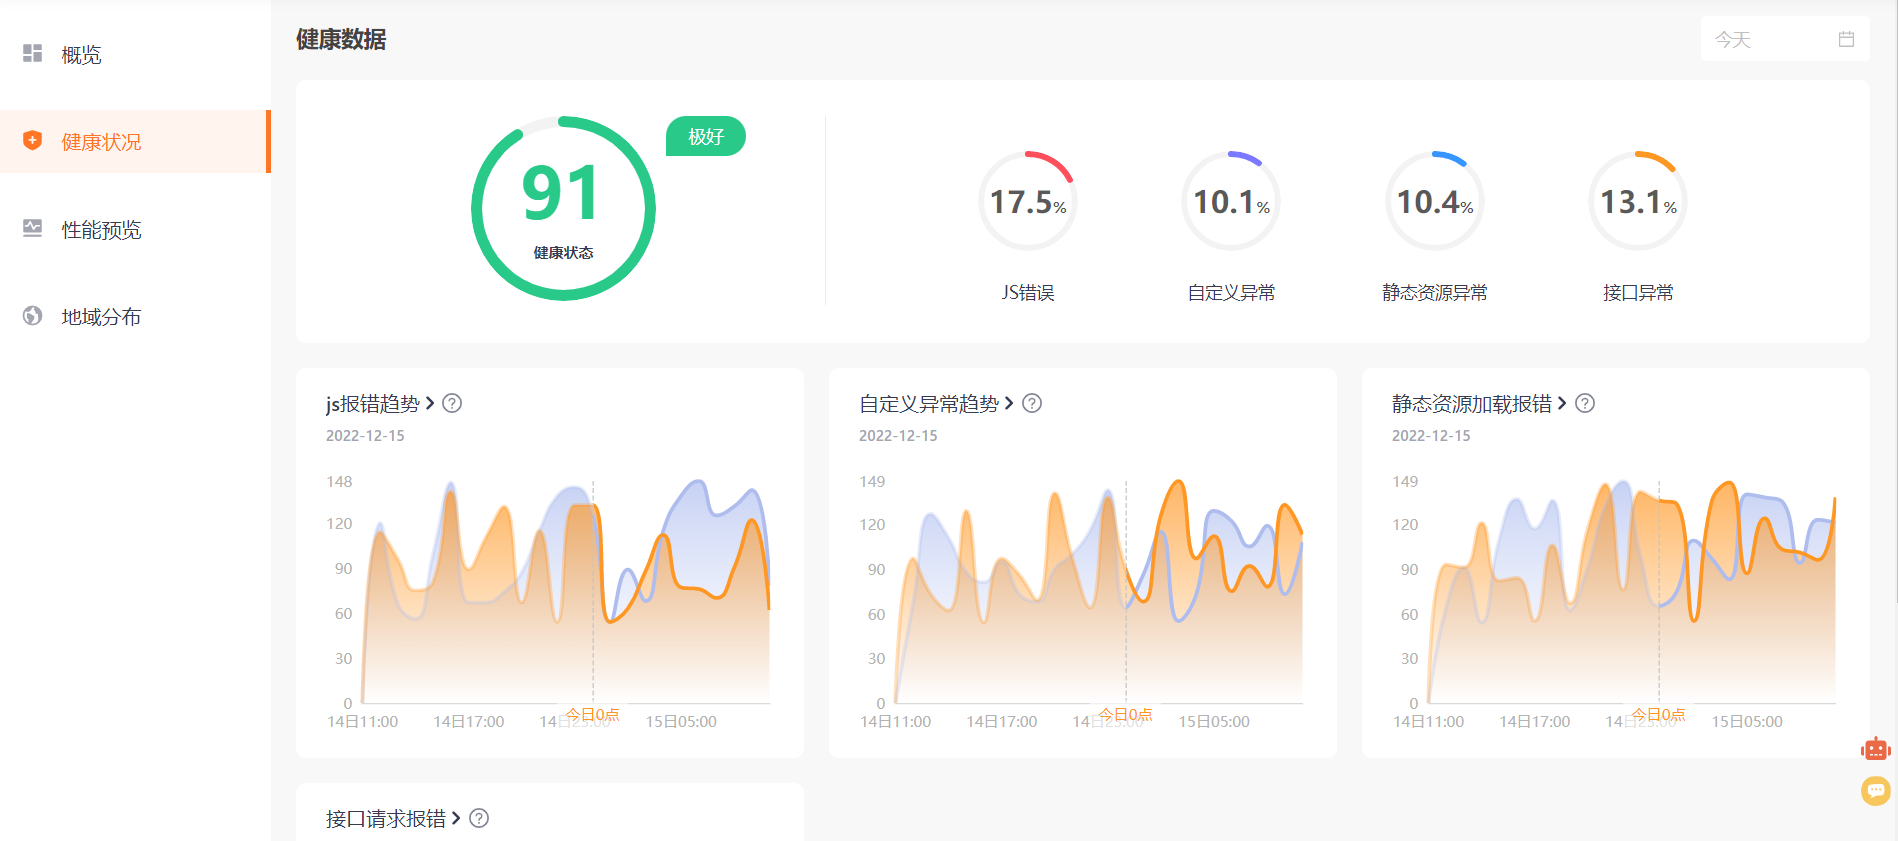 概览
健康状况
性能预览
地域分布
健康数据
今天
91
健康状态
极好
17.5%
JS错误
10.1%
自定义异常
10.4%
静态资源异常
13.1%
接口异常
js报错趋势
2022-12-15
148
120
90
60
30
0
14日11:00
14日17:00
14日23:00
今日0点
15日05:00
自定义异常趋势
2022-12-15
149
120
90
60
30
0
14日11:00
14日17:00
14日23:00
今日0点
15日05:00
静态资源加载报错
2022-12-15
149
120
90
60
30
0
14日11:00
14日17:00
14日23:00
今日0点
15日05:00
接口请求报错